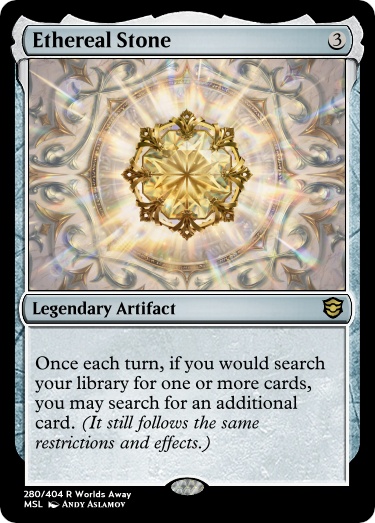 Ethereal Stone 3
Legendary Artifact
Once each turn, if you would search
your library for one or more cards,
you may search for an additional
card. (It still follows the same
restrictions and effects.)
280/404 R Worlds Away
MSL Andy Aslamov